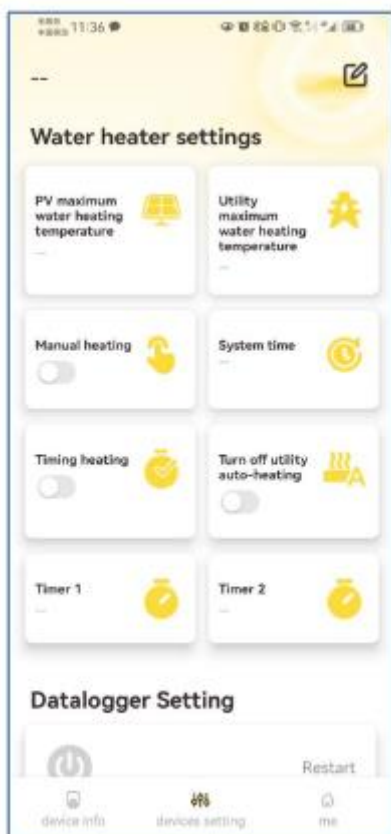 11:36
--
Water heater settings
PV maximum
water heating
temperature
--
Utility
maximum
water heating
temperature
--
Manual heating
System time
--
Timing heating
Turn off utility
auto-heating
A
Timer 1
--
Timer 2
--
Datalogger Setting
Restart
device info
devices setting
me